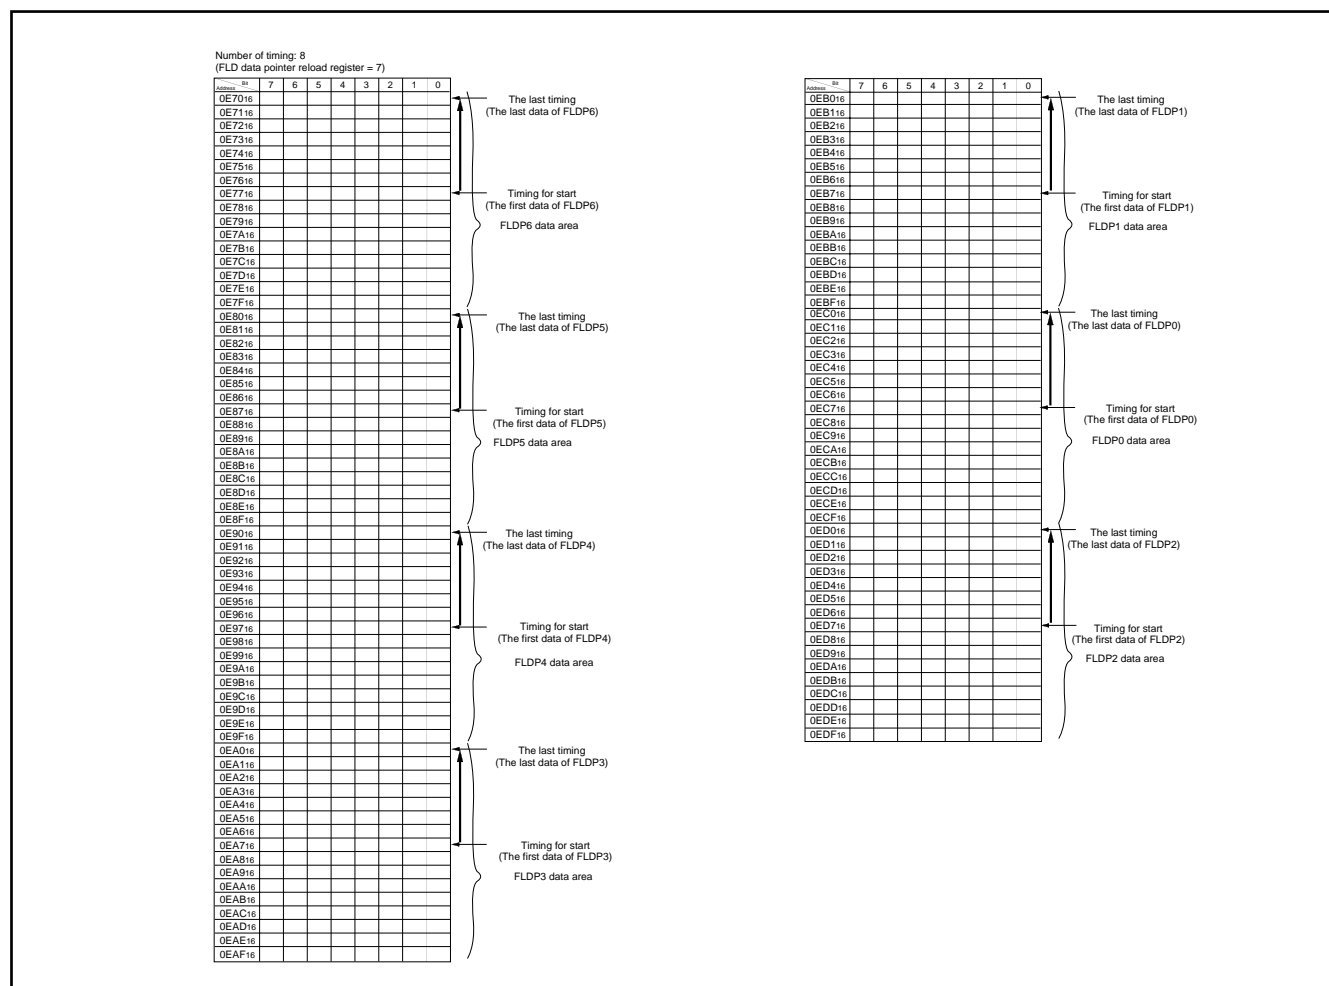 Number of timing: 8
(FLD data pointer reload register = 7)
Bit
Address
7 6 5 4 3 2 1 0
0E7016
0E7116
0E7216
0E7316
0E7416
0E7516
0E7616
0E7716
0E7816
0E7916
0E7A16
0E7B16
0E7C16
0E7D16
0E7E16
0E7F16
The last timing
(The last data of FLDP6)
Timing for start
(The first data of FLDP6)
FLDP6 data area
0E8016
0E8116
0E8216
0E8316
0E8416
0E8516
0E8616
0E8716
0E8816
0E8916
0E8A16
0E8B16
0E8C16
0E8D16
0E8E16
0E8F16
The last timing
(The last data of FLDP5)
Timing for start
(The first data of FLDP5)
FLDP5 data area
0E9016
0E9116
0E9216
0E9316
0E9416
0E9516
0E9616
0E9716
0E9816
0E9916
0E9A16
0E9B16
0E9C16
0E9D16
0E9E16
0E9F16
The last timing
(The last data of FLDP4)
Timing for start
(The first data of FLDP4)
FLDP4 data area
0EA016
0EA116
0EA216
0EA316
0EA416
0EA516
0EA616
0EA716
0EA816
0EA916
0EAA16
0EAB16
0EAC16
0EAD16
0EAE16
0EAF16
The last timing
(The last data of FLDP3)
Timing for start
(The first data of FLDP3)
FLDP3 data area
Bit
Address
7 6 5 4 3 2 1 0
0EB016
0EB116
0EB216
0EB316
0EB416
0EB516
0EB616
0EB716
0EB816
0EB916
0EBA16
0EBB16
0EBC16
0EBD16
0EBE16
0EBF16
The last timing
(The last data of FLDP1)
Timing for start
(The first data of FLDP1)
FLDP1 data area
0EC016
0EC116
0EC216
0EC316
0EC416
0EC516
0EC616
0EC716
0EC816
0EC916
0ECA16
0ECB16
0ECC16
0ECD16
0ECE16
0ECF16
The last timing
(The last data of FLDP0)
Timing for start
(The first data of FLDP0)
FLDP0 data area
0ED016
0ED116
0ED216
0ED316
0ED416
0ED516
0ED616
0ED716
0ED816
0ED916
0EDA16
0EDB16
0EDC16
0EDD16
0EDE16
0EDF16
The last timing
(The last data of FLDP2)
Timing for start
(The first data of FLDP2)
FLDP2 data area